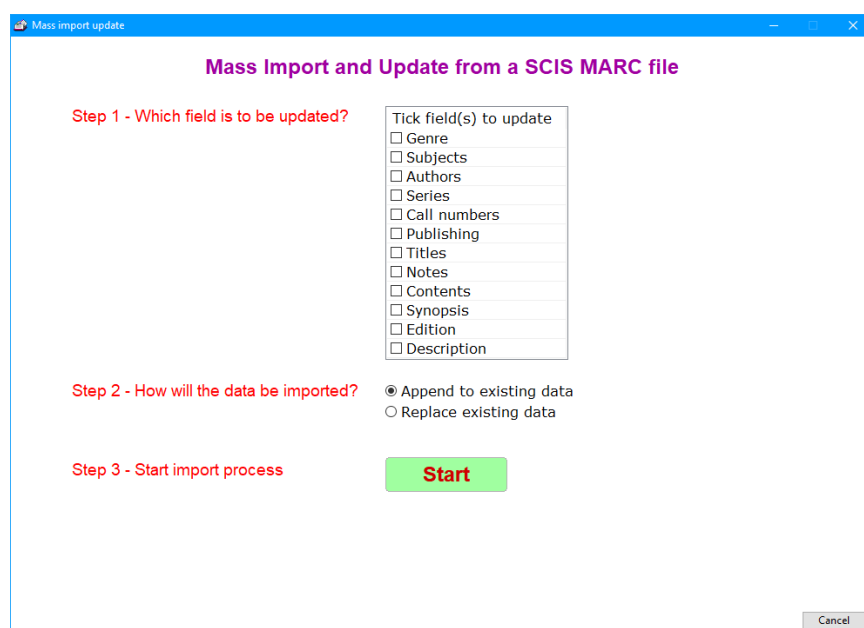 Mass import update
Mass Import and Update from a SCIS MARC file
Step 1 - Which field is to be updated?
Tick field(s) to update
Genre
Subjects
Authors
Series
Call numbers
Publishing
Titles
Notes
Contents
Synopsis
Edition
Description
Step 2 - How will the data be imported?
Append to existing data
Replace existing data
Step 3 - Start import process
Start
Cancel